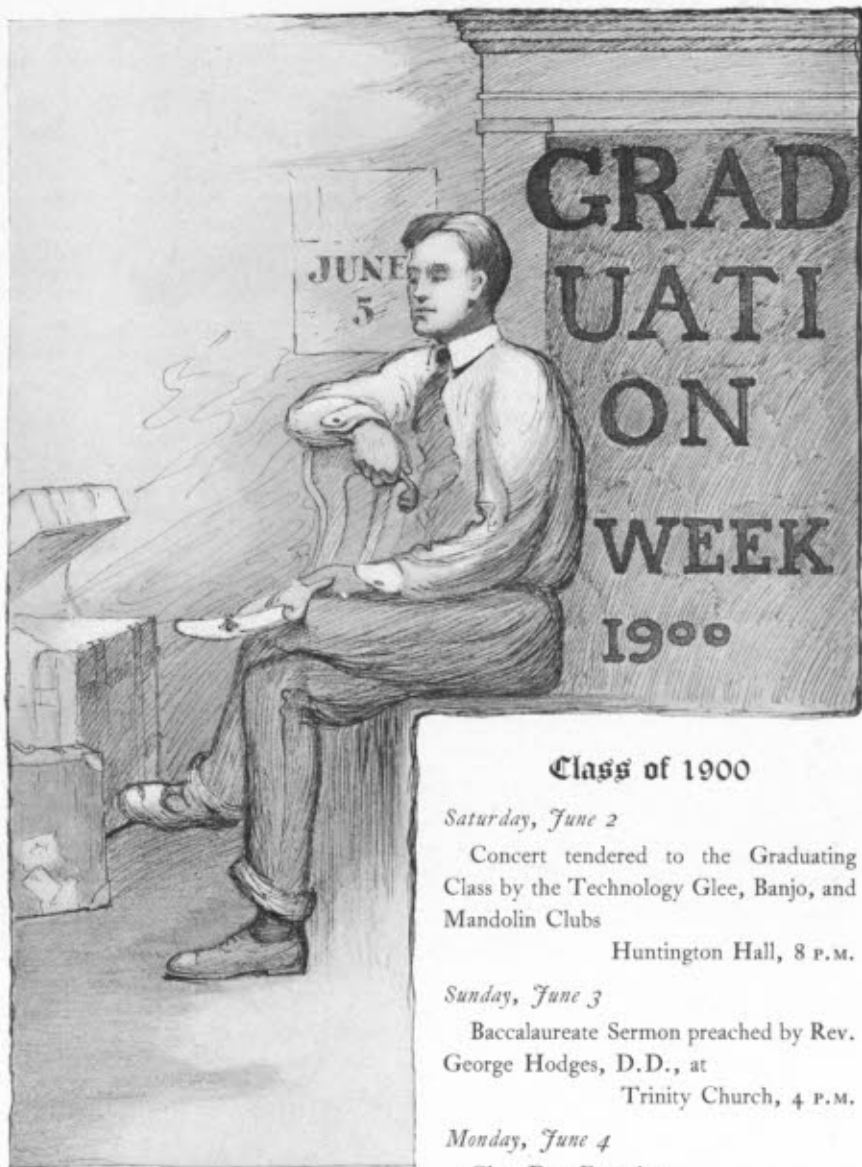 JUNE
5
GRAD
UATI
ON
WEEK
1900
Class of 1900
Saturday, June 2
Concert tendered to the Graduating
Class by the Technology Glee, Banjo, and
Mandolin Clubs
Huntington Hall, 8 P.M.
Sunday, June 3
Baccalaureate Sermon preached by Rev.
George Hodges, D.D., at
Trinity Church, 4 P.M.
Monday, June 4